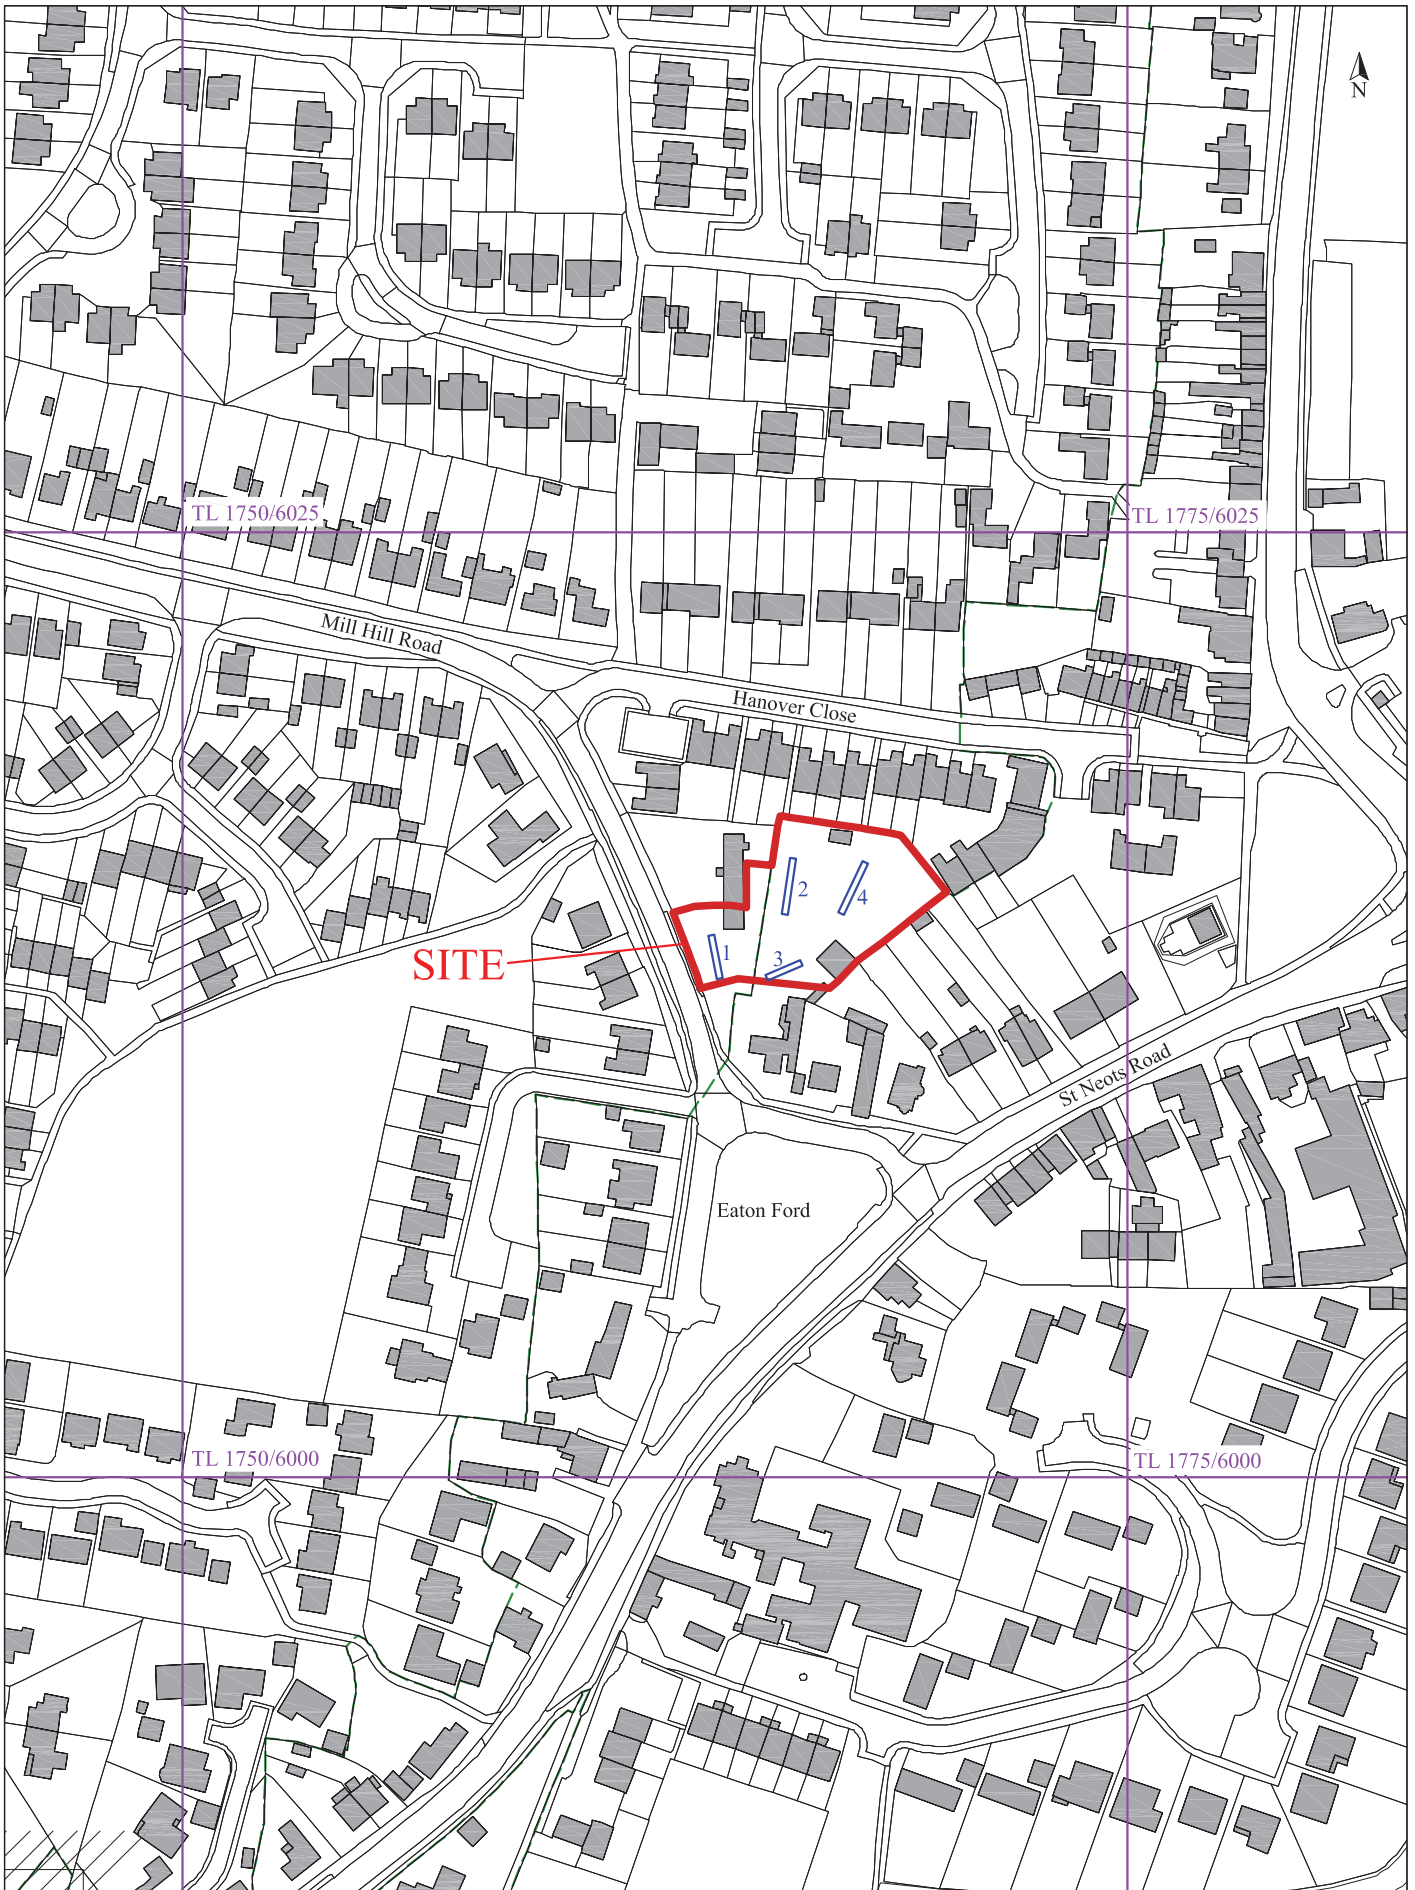 N
TL 1750/6025
TL 1775/6025
Mill Hill Road
Hanover Close
2
4
1
3
SITE
St Neots Road
Eaton Ford
TL 1750/6000
TL 1775/6000